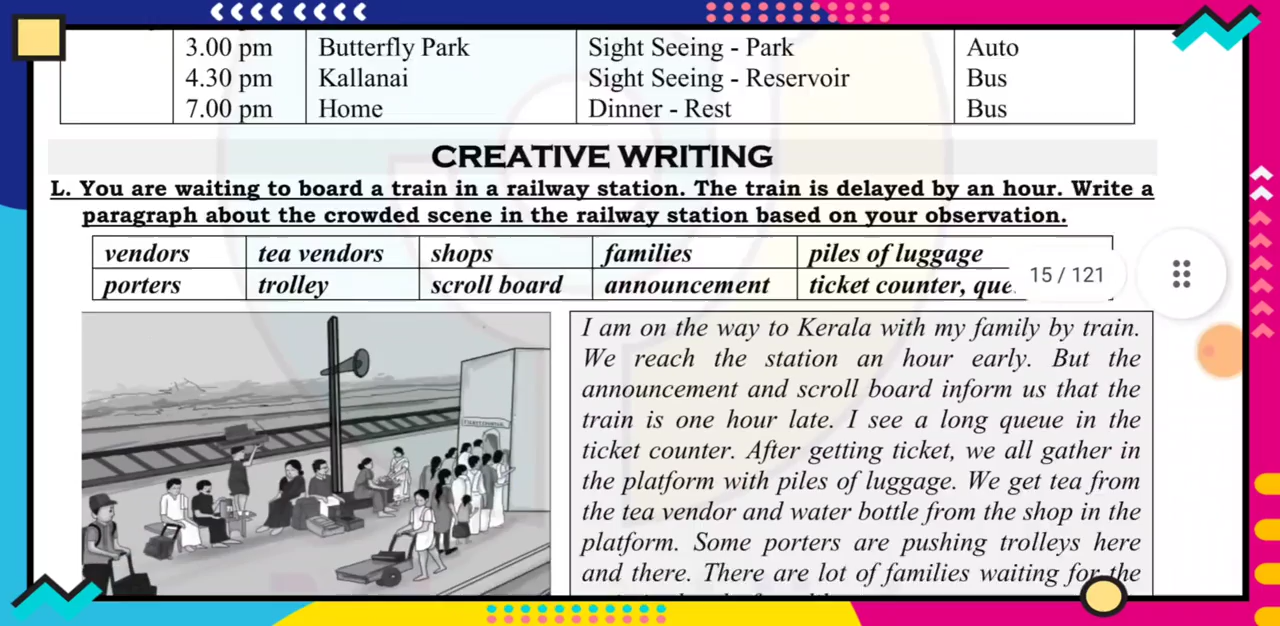 3.00 pm Butterfly Park Sight Seeing - Park Auto
4.30 pm Kallanai Sight Seeing - Reservoir Bus
7.00 pm Home Dinner - Rest Bus
CREATIVE WRITING
L. You are waiting to board a train in a railway station. The train is delayed by an hour. Write a
paragraph about the crowded scene in the railway station based on your observation.
vendors tea vendors shops families piles of luggage
porters trolley scroll board announcement ticket counter,
15 / 121
I am on the way to Kerala with my family by train.
We reach the station an hour early. But the
announcement and scroll board inform us that the
train is one hour late. I see a long queue in the
ticket counter. After getting ticket, we all gather in
the platform with piles of luggage. We get tea from
the tea vendor and water bottle from the shop in the
platform. Some porters are pushing trolleys here
and there. There are lot of families waiting for the